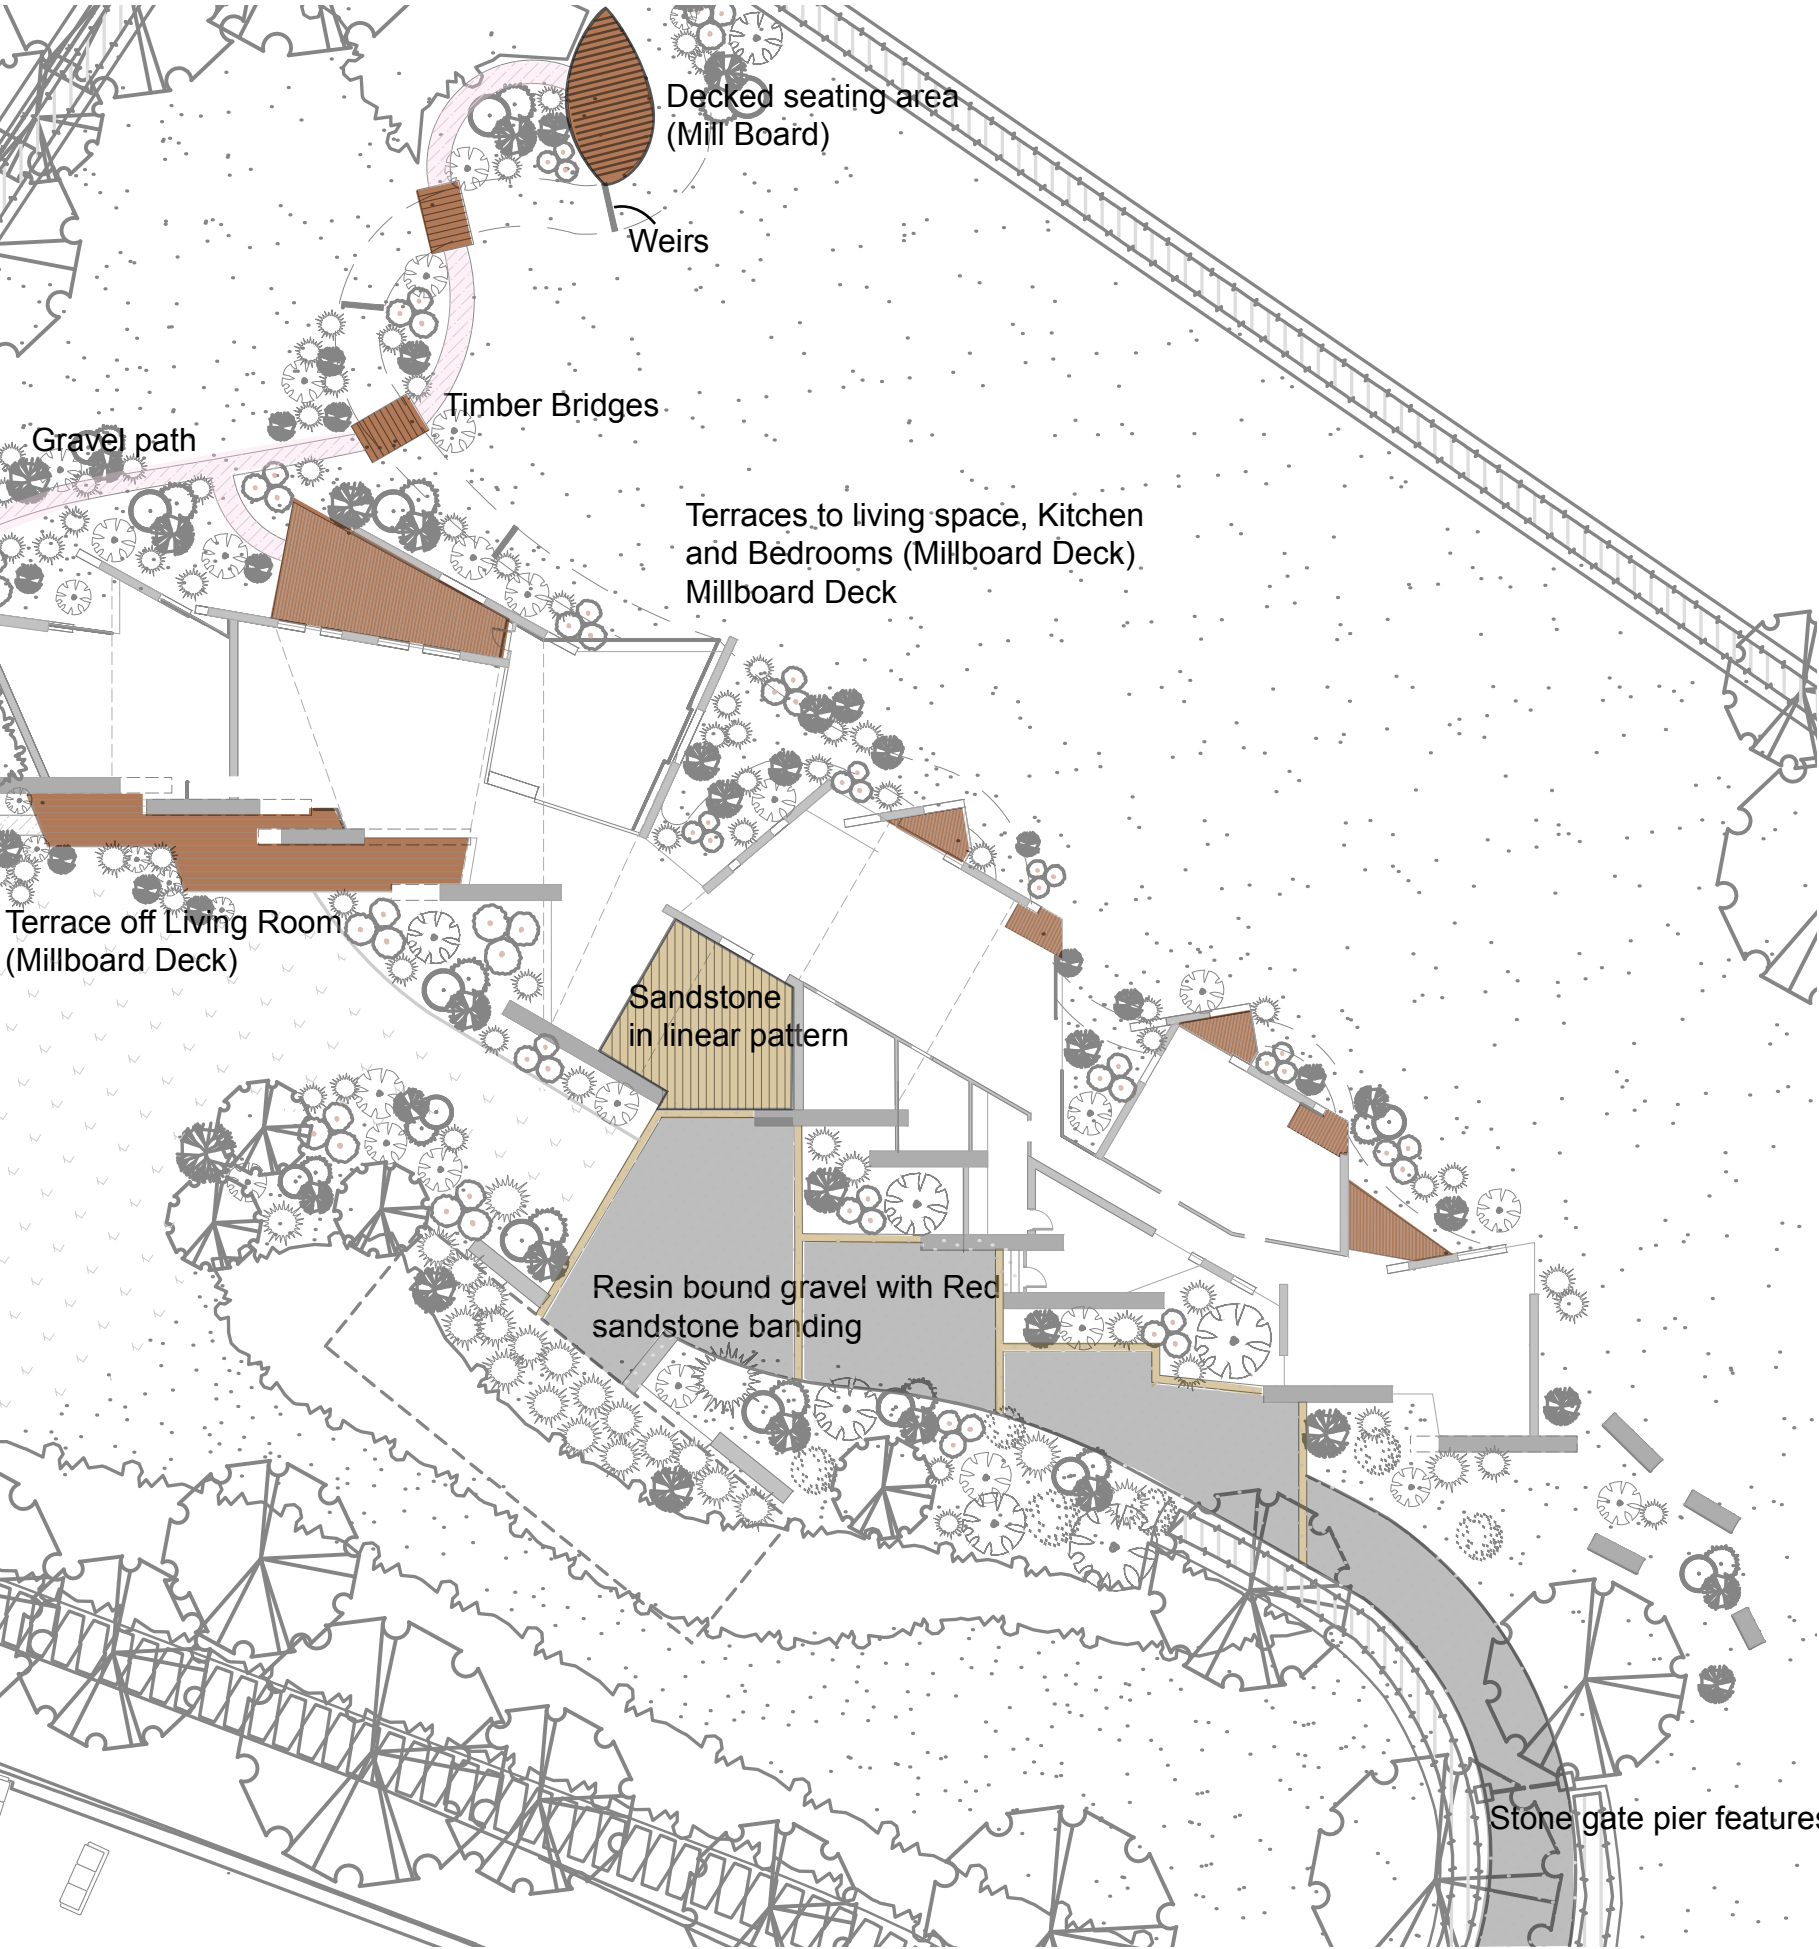 Decked seating area
(Mill Board)
Weirs
Timber Bridges
Gravel path
Terraces to living space, Kitchen
and Bedrooms (Millboard Deck)
Millboard Deck
Terrace off Living Room
(Millboard Deck)
Sandstone
in linear pattern
Resin bound gravel with Red
sandstone banding
Stone gate pier features